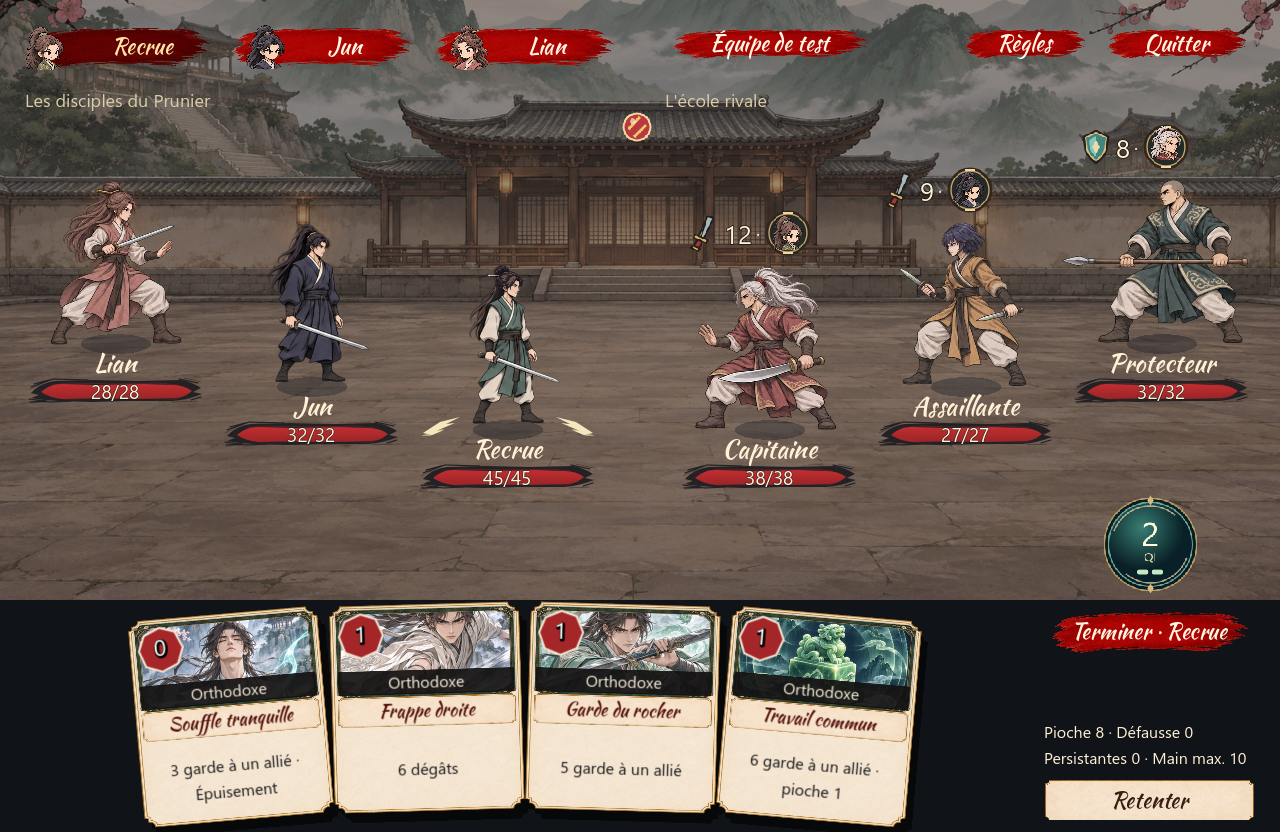 Recrue
Jun
Lian
Équipe de test
Règles
Quitter
Les disciples du Prunier
L'école rivale
8·
9·
12·
Lian
28/28
Jun
32/32
Recrue
45/45
Capitaine
38/38
Assaillante
27/27
Protecteur
32/32
2
QI
0
Orthodoxe
Souffle tranquille
3 garde à un allié ·
Épuisement
1
Orthodoxe
Frappe droite
6 dégâts
1
Orthodoxe
Garde du rocher
5 garde à un allié
1
Orthodoxe
Travail commun
6 garde à un allié ·
pioche 1
Terminer · Recrue
Pioche 8 · Défausse 0
Persistantes 0 · Main max. 10
Retenter